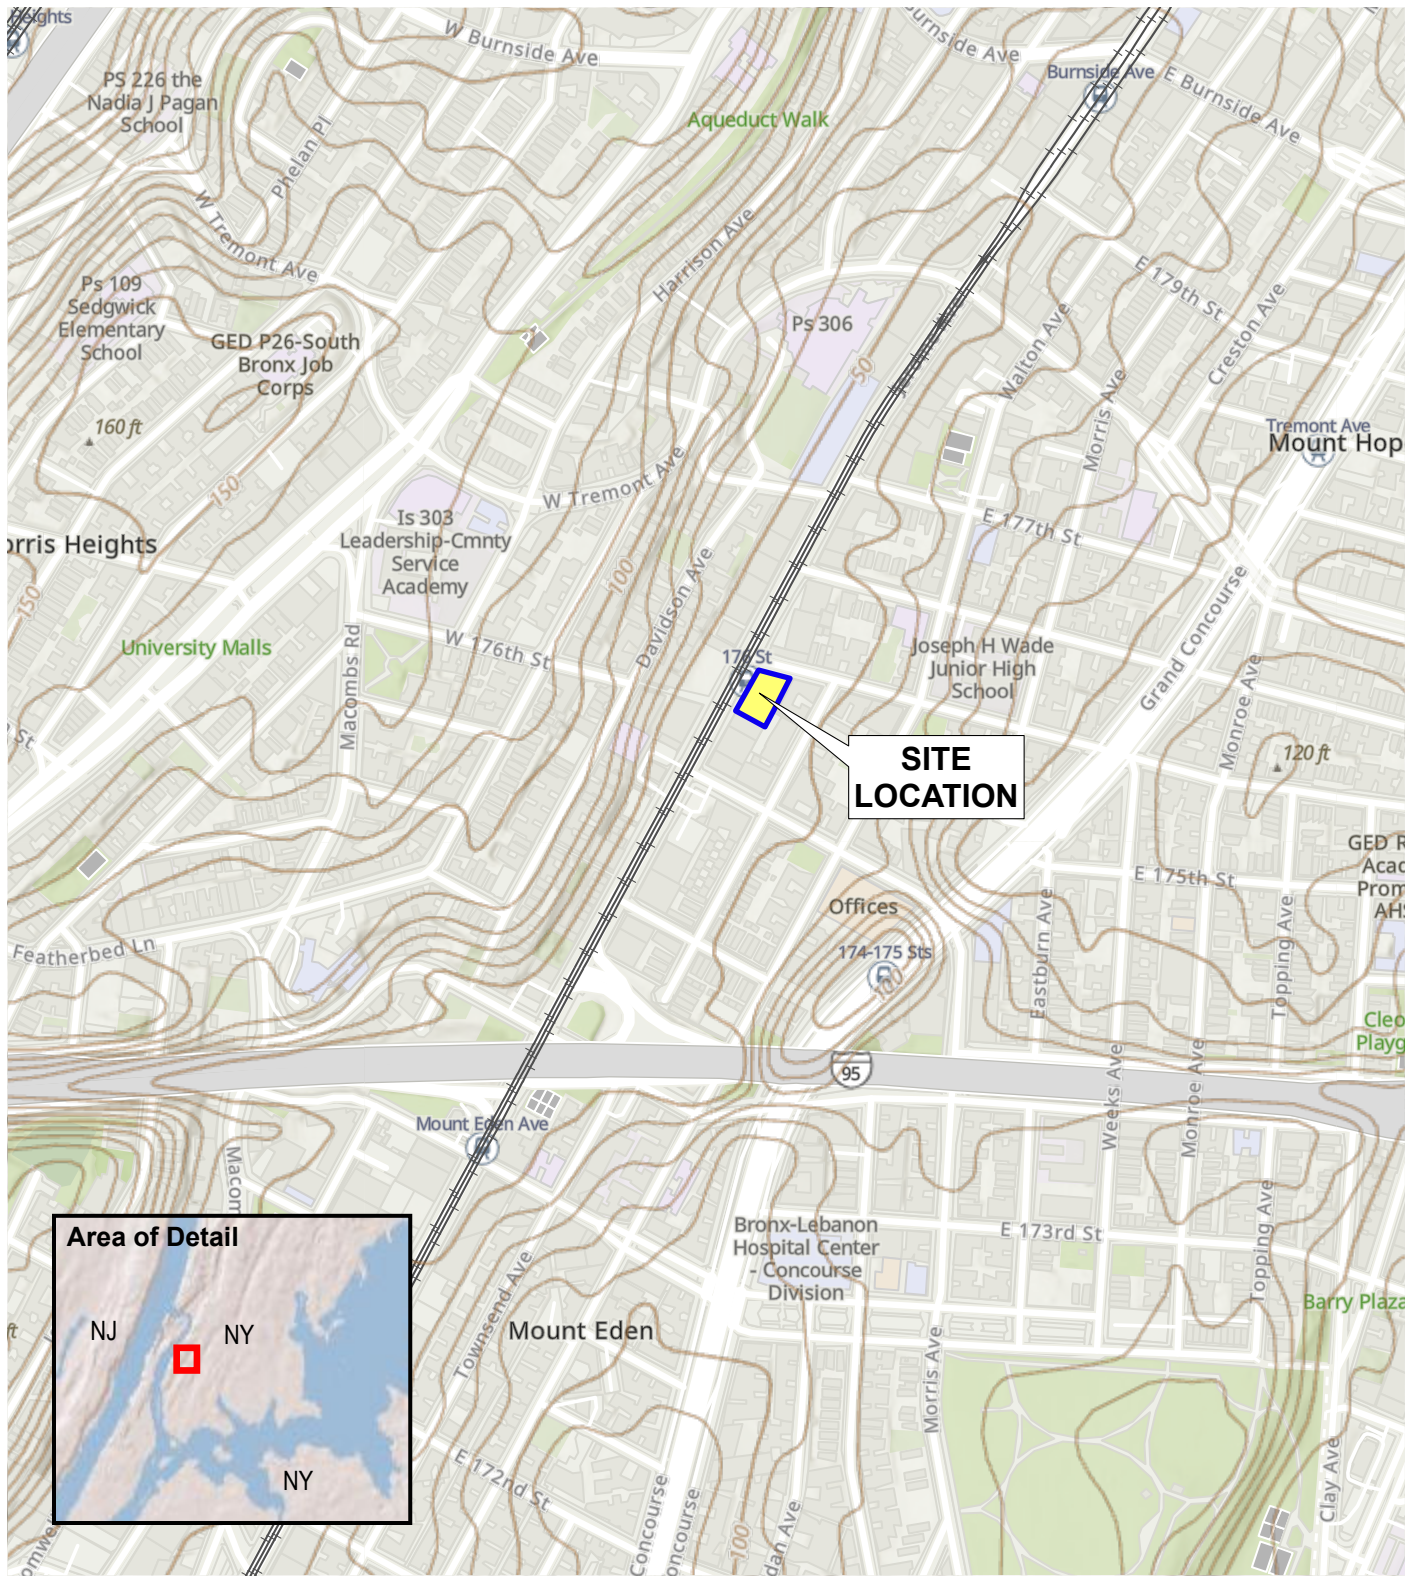 Heights
W Burnside Ave
Burnside Ave
Burnside Ave
E Burnside Ave
PS 226 the
Nadia J Pagan
School
Aqueduct Walk
Phelan Pl
W Tremont Ave
Harrison Ave
E 179th St
Ps 109
Sedgwick
Elementary
School
GED P26-South
Bronx Job
Corps
Ps 306
50
Walton Ave
Creston Ave
Morris Ave
160 ft
Tremont Ave
Mount Hop
W Tremont Ave
150
Is 303
Leadership-Cmnty
Service
Academy
E 177th St
orris Heights
100
150
Davidson Ave
Grand Concourse
University Malls
Macombs Rd
W 176th St
176 St
Joseph H Wade
Junior High
School
Monroe Ave
St
SITE
LOCATION
120 ft
GED R
Acad
Prom
AHS
E 175th St
Offices
Eastburn Ave
Topping Ave
Featherbed Ln
174-175 Sts
100
Cleo
Playg
95
Weeks Ave
Monroe Ave
Mount Eden Ave
Macom
Topping Ave
Area of Detail
Bronx-Lebanon
Hospital Center
- Concourse
Division
E 173rd St
NJ
NY
Townsend Ave
Barry Plaza
ft
Mount Eden
Morris Ave
E 172nd St
NY
Clay Ave
Concourse
oncourse
100
dan Ave
omwe